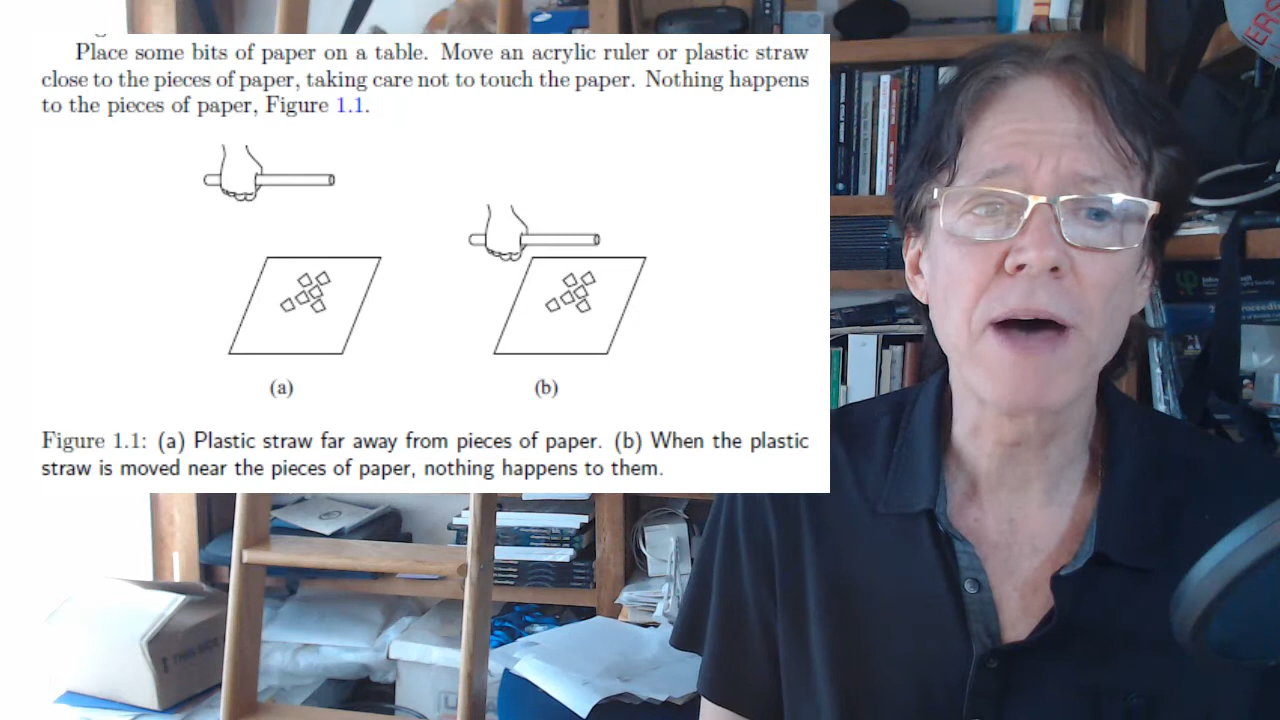 Place some bits of paper on a table. Move an acrylic ruler or plastic straw
close to the pieces of paper, taking care not to touch the paper. Nothing happens
to the pieces of paper, Figure 1.1.
(a)
(b)
Figure 1.1: (a) Plastic straw far away from pieces of paper. (b) When the plastic
straw is moved near the pieces of paper, nothing happens to them.